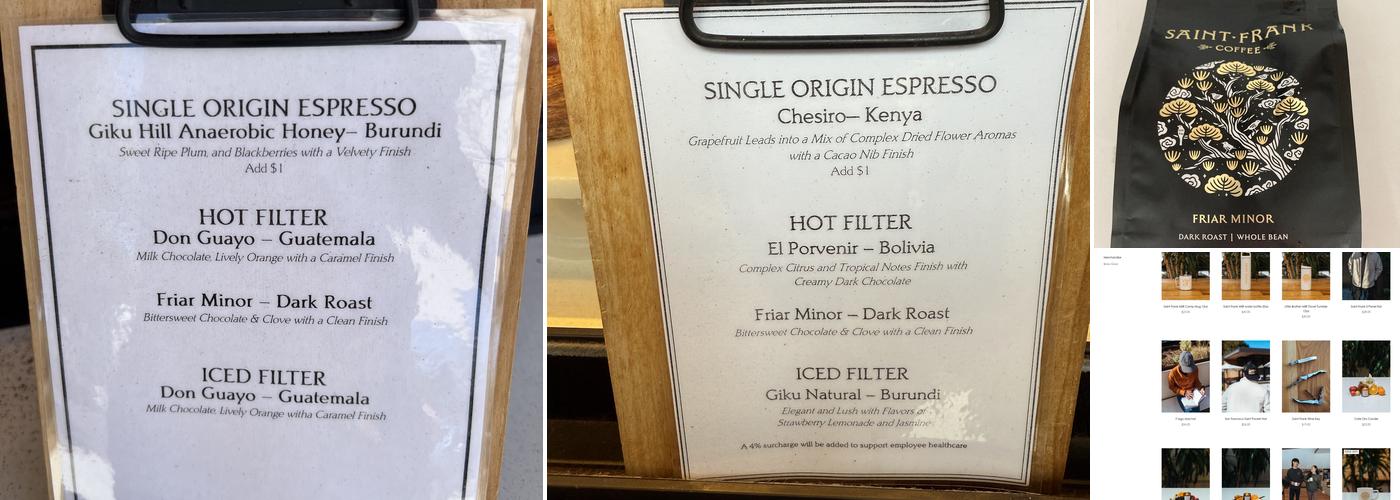 SINGLE ORIGIN ESPRESSO
Giku Hill Anaerobic Honey– Burundi
Sweet Ripe Plum, and Blackberries with a Velvety Finish
Add $1
HOT FILTER
Don Guayo – Guatemala
Milk Chocolate, Lively Orange with a Caramel Finish
Friar Minor – Dark Roast
Bittersweet Chocolate & Clove with a Clean Finish
ICED FILTER
Don Guayo – Guatemala
Milk Chocolate, Lively Orange witha Caramel Finish
SINGLE ORIGIN ESPRESSO
Chesiro– Kenya
Grapefruit Leads into a Mix of Complex Dried Flower Aromas
with a Cacao Nib Finish
Add $1
HOT FILTER
El Porvenir – Bolivia
Complex Citrus and Tropical Notes Finish with
Creamy Dark Chocolate
Friar Minor – Dark Roast
Bittersweet Chocolate & Clove with a Clean Finish
ICED FILTER
Giku Natural – Burundi
Elegant and Lush with Flavors of
Strawberry Lemonade and Jasmine
A 4% surcharge will be added to support employee healthcare
SAINT·FRANK
COFFEE
FRIAR MINOR
DARK ROAST | WHOLE BEAN